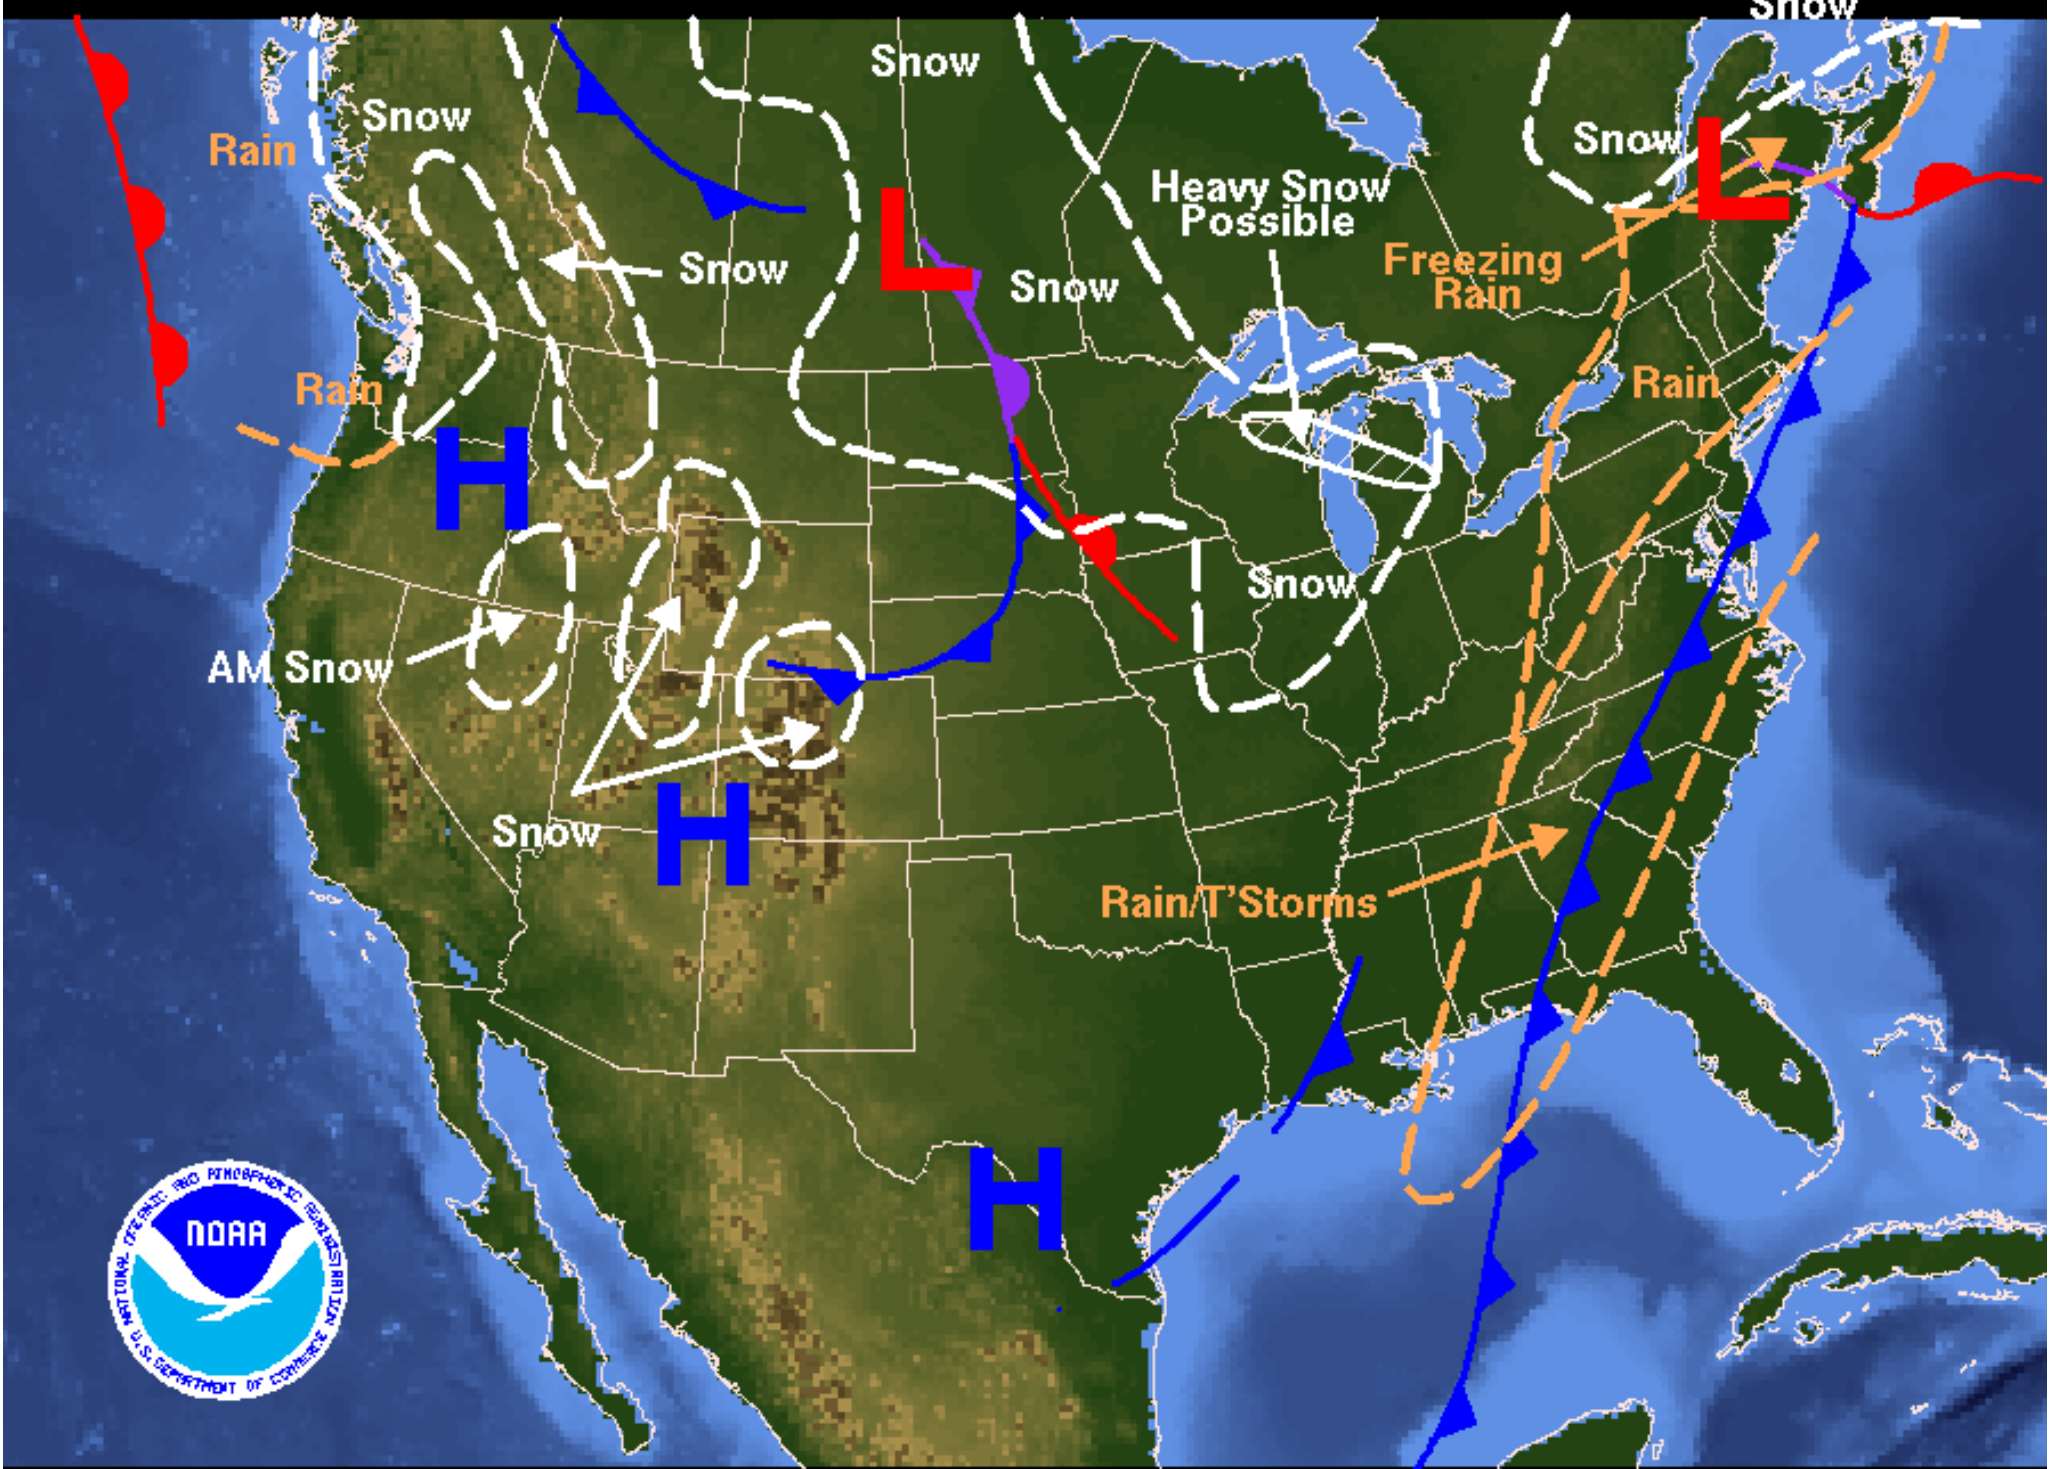 Snow
Snow
Snow
Rain
Snow
Heavy Snow
Possible
Snow
Snow
Freezing
Rain
Rain
Rain
L
L
H
Snow
AM Snow
Snow
H
Rain/T'Storms
H
NATIONAL OCEANIC AND ATMOSPHERIC ADMINISTRATION
NOAA
U.S. DEPARTMENT OF COMMERCE